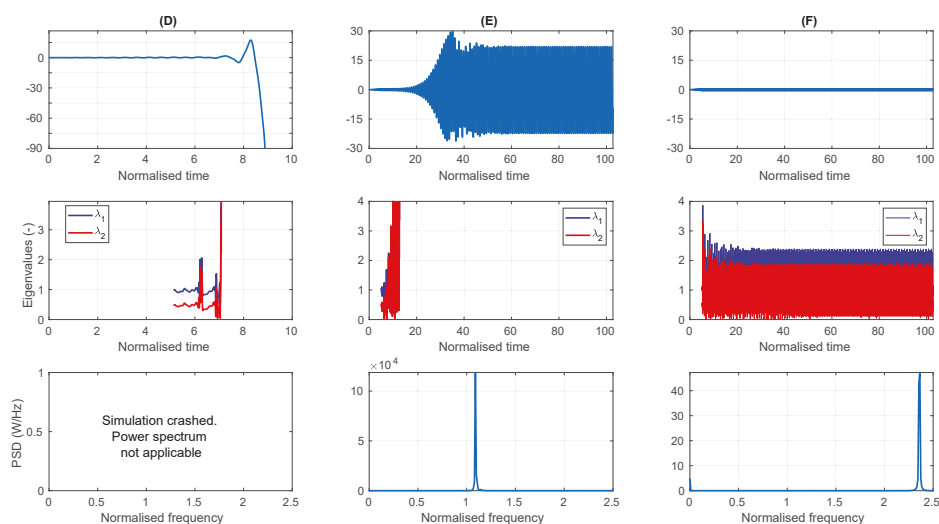 (D) (E) (F)
0 -30 -60 -90
0 2 4 6 8 10
Normalised time
30 15 0 -15 -30
0 20 40 60 80 100
Normalised time
30 15 0 -15 -30
0 20 40 60 80 100
Normalised time
Eigenvalues (-)
3 2 1 0
λ1
λ2
0 2 4 6 8 10
Normalised time
4 3 2 1 0
λ1
λ2
0 20 40 60 80 100
Normalised time
4 3 2 1 0
λ1
λ2
0 20 40 60 80 100
Normalised time
PSD (W/Hz)
1 0.5 0
Simulation crashed.
Power spectrum
not applicable
0 0.5 1 1.5 2 2.5
Normalised frequency
×10^4
10 5 0
0 0.5 1 1.5 2 2.5
Normalised frequency
40 30 20 10 0
0 0.5 1 1.5 2 2.5
Normalised frequency